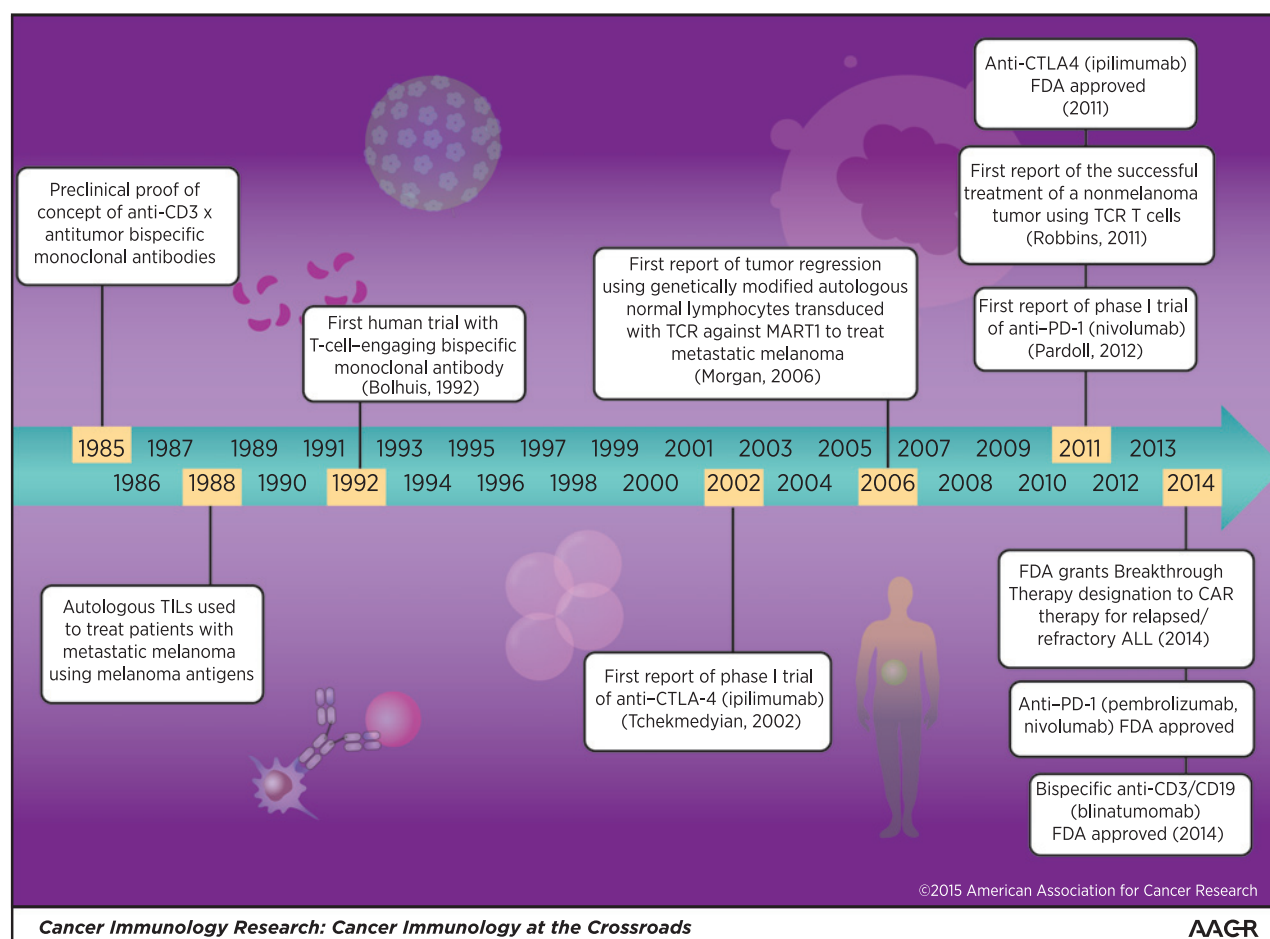 Anti-CTLA4 (ipilimumab)
FDA approved
(2011)
Preclinical proof of
concept of anti-CD3 x
antitumor bispecific
monoclonal antibodies
First report of the successful
treatment of a nonmelanoma
tumor using TCR T cells
(Robbins, 2011)
First report of tumor regression
using genetically modified autologous
normal lymphocytes transduced
with TCR against MART1 to treat
metastatic melanoma
(Morgan, 2006)
First report of phase I trial
of anti–PD-1 (nivolumab)
(Pardoll, 2012)
First human trial with
T-cell–engaging bispecific
monoclonal antibody
(Bolhuis, 1992)
1985 1987 1989 1991 1993 1995 1997 1999 2001 2003 2005 2007 2009 2011 2013
1986 1988 1990 1992 1994 1996 1998 2000 2002 2004 2006 2008 2010 2012 2014
Autologous TILs used
to treat patients with
metastatic melanoma
using melanoma antigens
First report of phase I trial
of anti–CTLA-4 (ipilimumab)
(Tchekmedyian, 2002)
FDA grants Breakthrough
Therapy designation to CAR
therapy for relapsed/
refractory ALL (2014)
Anti–PD-1 (pembrolizumab,
nivolumab) FDA approved
Bispecific anti-CD3/CD19
(blinatumomab)
FDA approved (2014)
©2015 American Association for Cancer Research
Cancer Immunology Research: Cancer Immunology at the Crossroads
AACR